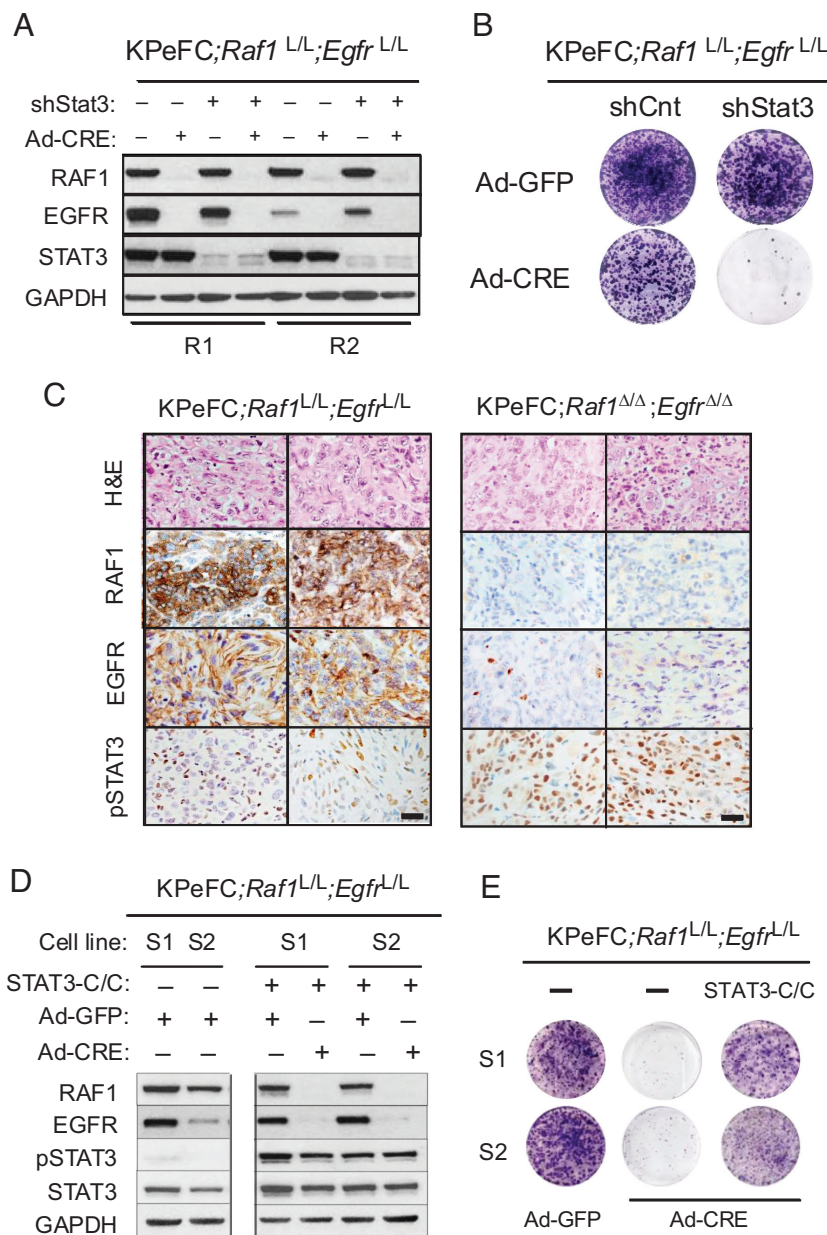 A
KPeFC;Raf1 L/L;Egfr L/L
shStat3: – – + + – – + +
Ad-CRE: – + – + – + – +
RAF1
EGFR
STAT3
GAPDH
R1 R2
B
KPeFC;Raf1 L/L;Egfr L/L
shCnt shStat3
Ad-GFP
Ad-CRE
C
KPeFC;Raf1L/L;EgfrL/L KPeFC;Raf1Δ/Δ;EgfrΔ/Δ
H&E
RAF1
EGFR
pSTAT3
D
KPeFC;Raf1L/L;EgfrL/L
Cell line: S1 S2 S1 S2
STAT3-C/C: – – + + + +
Ad-GFP: + + + – + –
Ad-CRE: – – – + – +
RAF1
EGFR
pSTAT3
STAT3
GAPDH
E
KPeFC;Raf1L/L;EgfrL/L
– – STAT3-C/C
S1
S2
Ad-GFP Ad-CRE